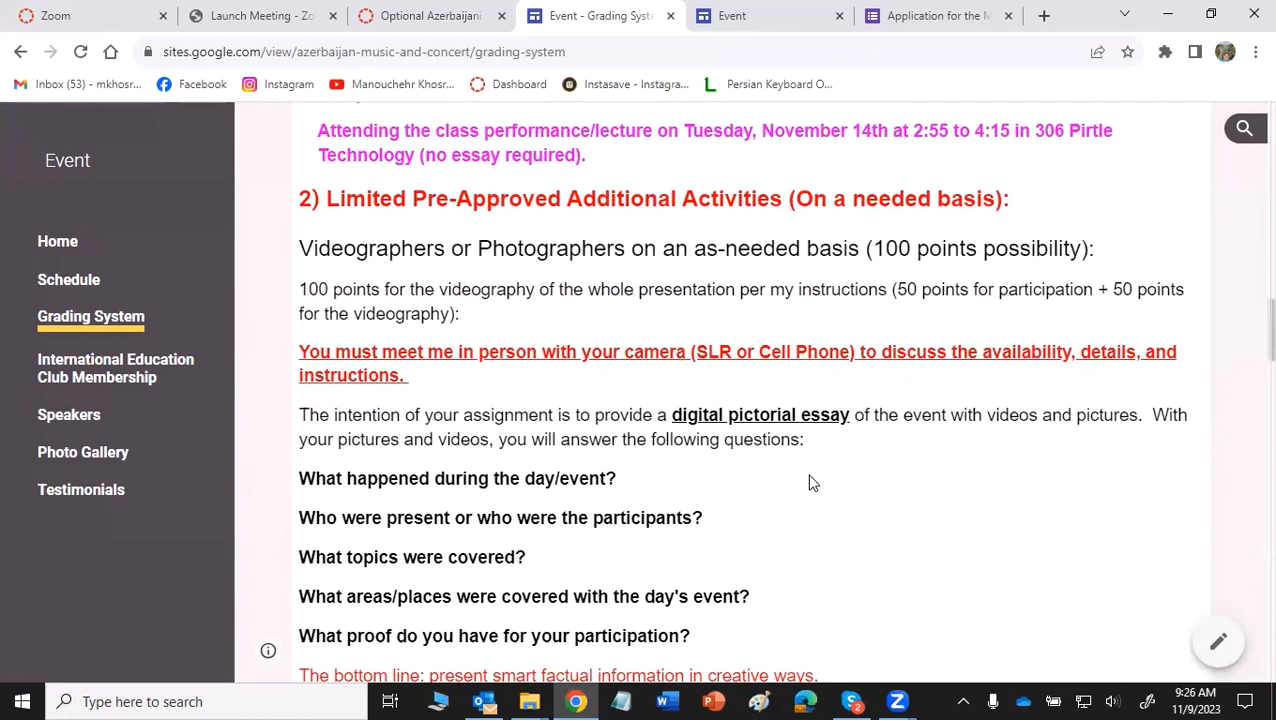 Zoom
Launch Meeting - Zo
Optional Azerbaijani
Event - Grading Syste
Event
Application for the M
sites.google.com/view/azerbaijan-music-and-concert/grading-system
Inbox (53) - mkhosr...
Facebook
Instagram
Manouchehr Khosr...
Dashboard
Instasave - Instagra...
Persian Keyboard O...
Event
Home
Schedule
Grading System
International Education
Club Membership
Speakers
Photo Gallery
Testimonials
Attending the class performance/lecture on Tuesday, November 14th at 2:55 to 4:15 in 306 Pirtle
Technology (no essay required).
2) Limited Pre-Approved Additional Activities (On a needed basis):
Videographers or Photographers on an as-needed basis (100 points possibility):
100 points for the videography of the whole presentation per my instructions (50 points for participation + 50 points
for the videography):
You must meet me in person with your camera (SLR or Cell Phone) to discuss the availability, details, and
instructions.
The intention of your assignment is to provide a digital pictorial essay of the event with videos and pictures. With
your pictures and videos, you will answer the following questions:
What happened during the day/event?
Who were present or who were the participants?
What topics were covered?
What areas/places were covered with the day's event?
What proof do you have for your participation?
The bottom line: present smart factual information in creative ways.
Type here to search
9:26 AM
11/9/2023